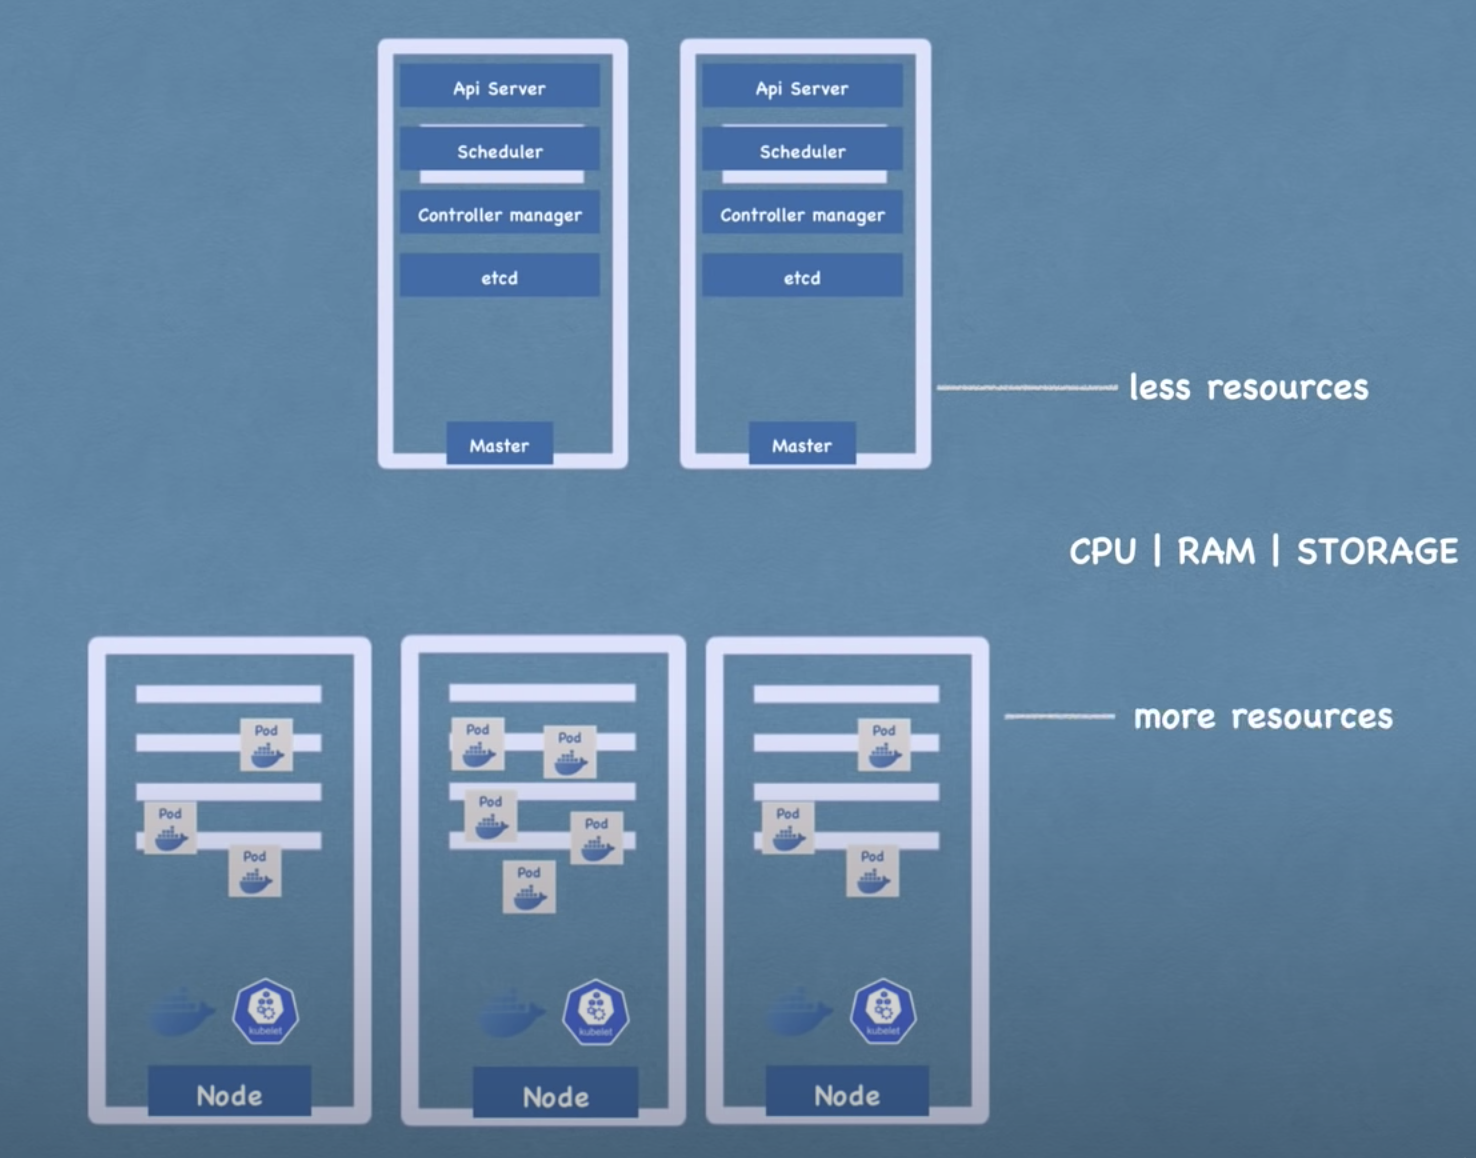 Api Server
Scheduler
Controller manager
etcd
Master
Api Server
Scheduler
Controller manager
etcd
Master
less resources
CPU | RAM | STORAGE
more resources
Pod
Pod
Pod
kubelet
Node
Pod
Pod
Pod
Pod
Pod
kubelet
Node
Pod
Pod
Pod
kubelet
Node